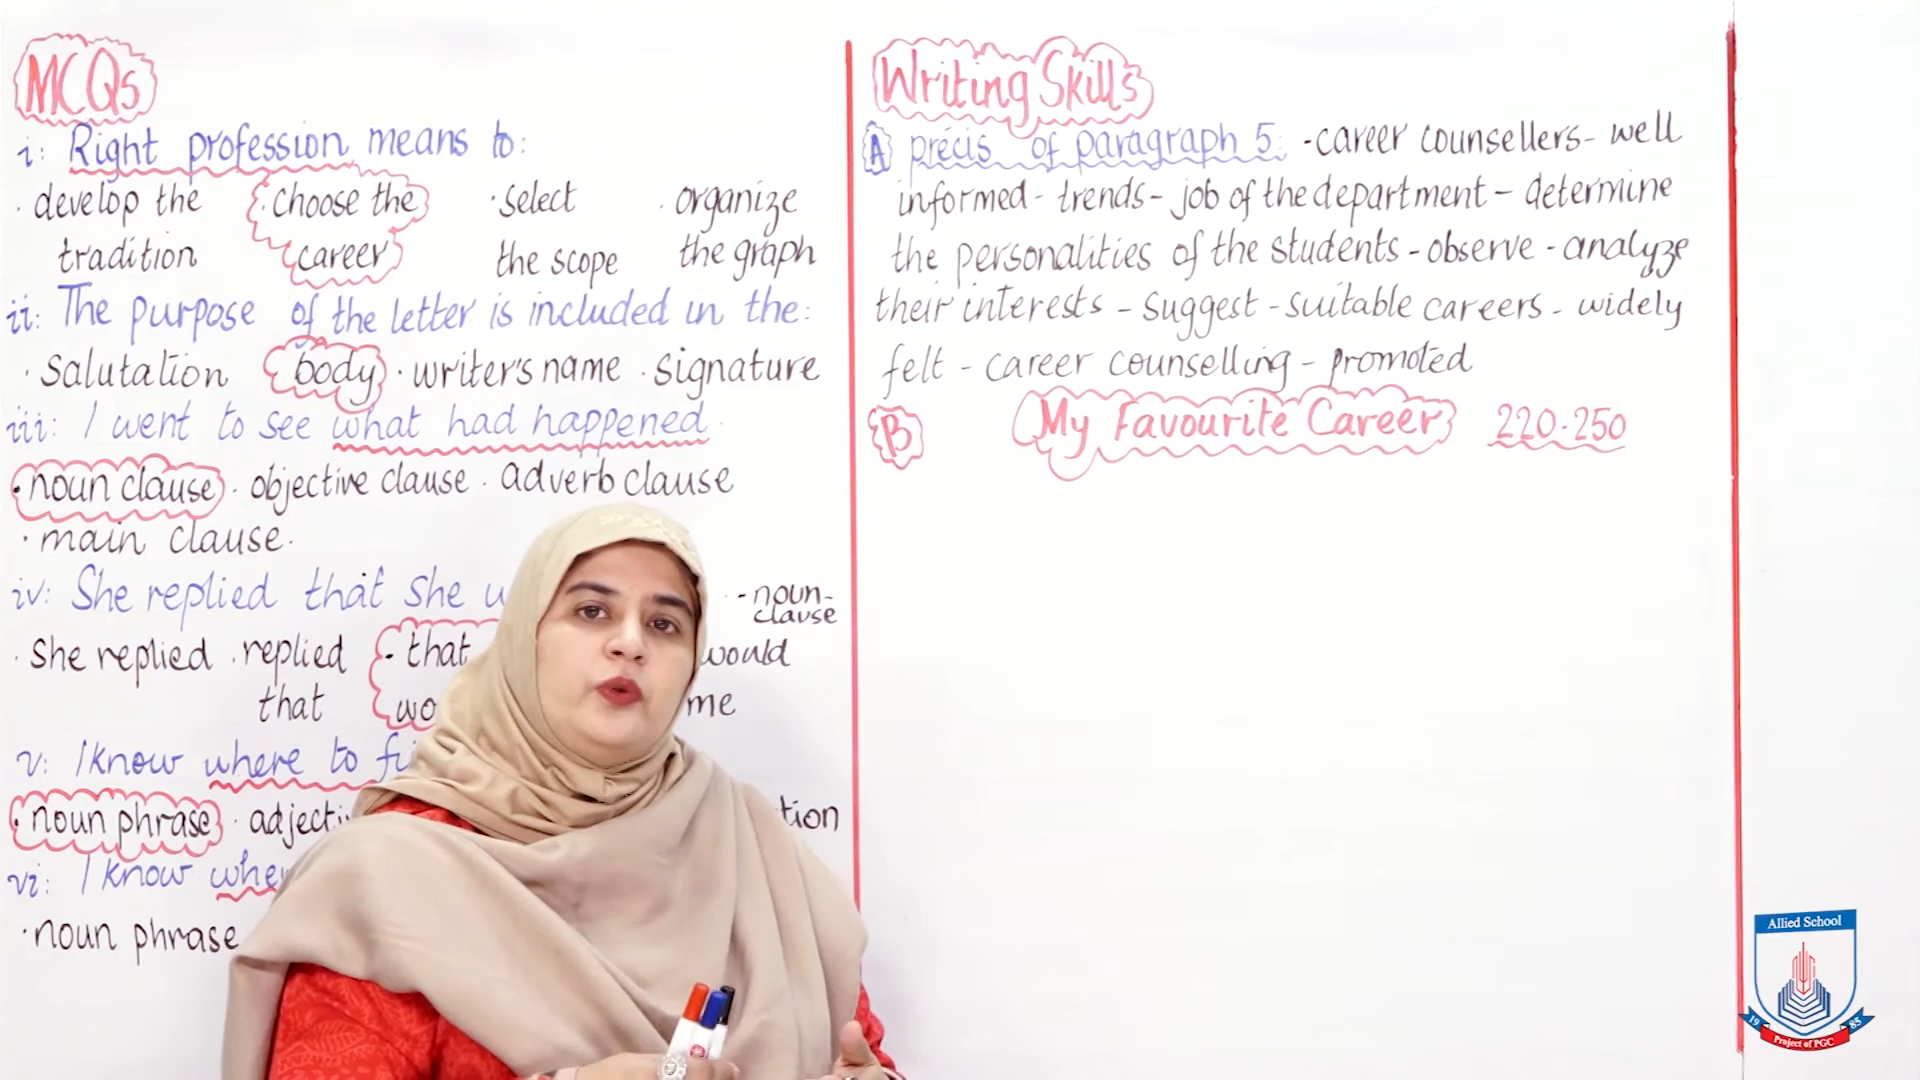 MCQs
i: Right profession means to:
· develop the · choose the · select · organize
tradition career the scope the graph
ii: The purpose of the letter is included in the:
· salutation body · writer's name · signature
iii: I went to see what had happened.
· noun clause · objective clause · adverb clause
· main clause.
iv: She replied that she
- noun-
clause
· She replied · replied · that would
that me
v: I know where to
· noun phrase
vi: I know
· noun phrase
Writing Skills
A précis of paragraph 5: - career counsellers - well
informed - trends - job of the department - determine
the personalities of the students - observe - analyze
their interests - suggest - suitable careers - widely
felt - career counselling - promoted
B My Favourite Career 220-250
Allied School
19 85
Project of PGC